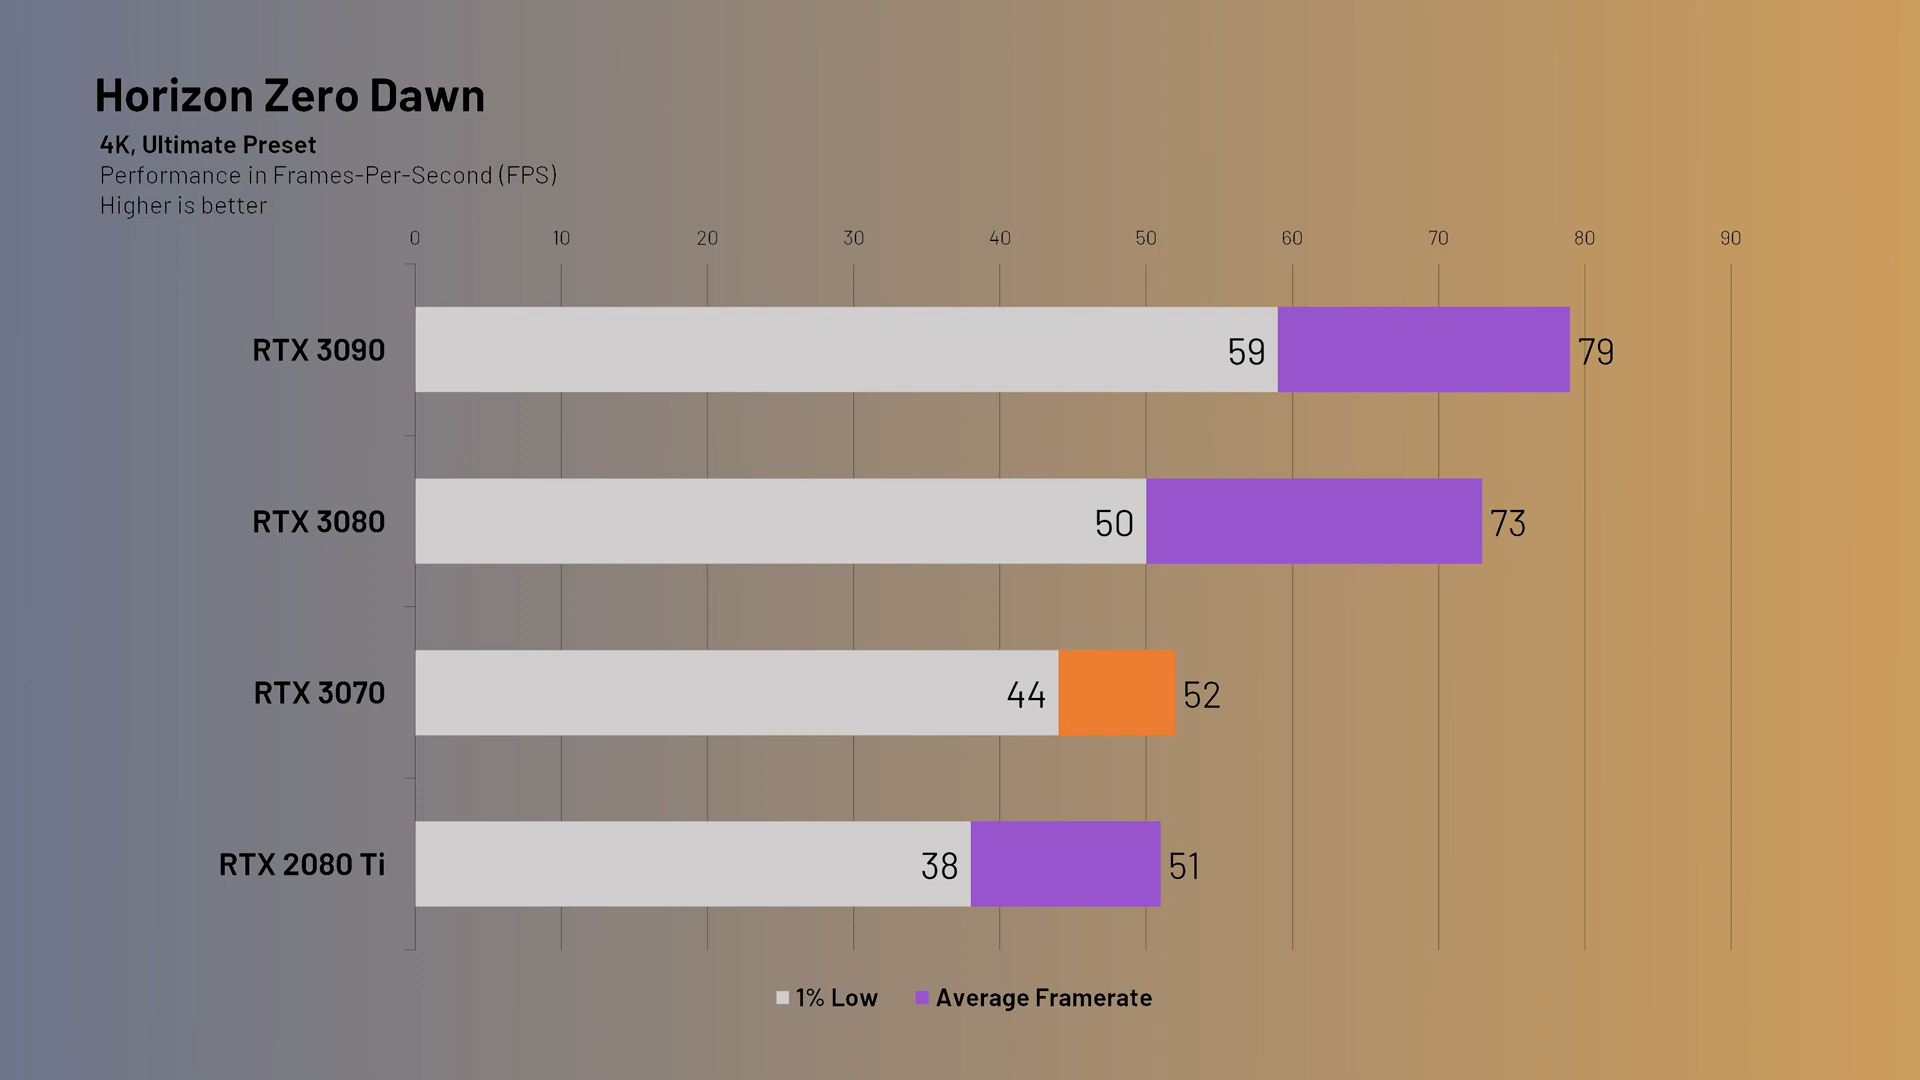 Horizon Zero Dawn
4K, Ultimate Preset
Performance in Frames-Per-Second (FPS)
Higher is better
0 10 20 30 40 50 60 70 80 90
RTX 3090 59 79
RTX 3080 50 73
RTX 3070 44 52
RTX 2080 Ti 38 51
1% Low Average Framerate